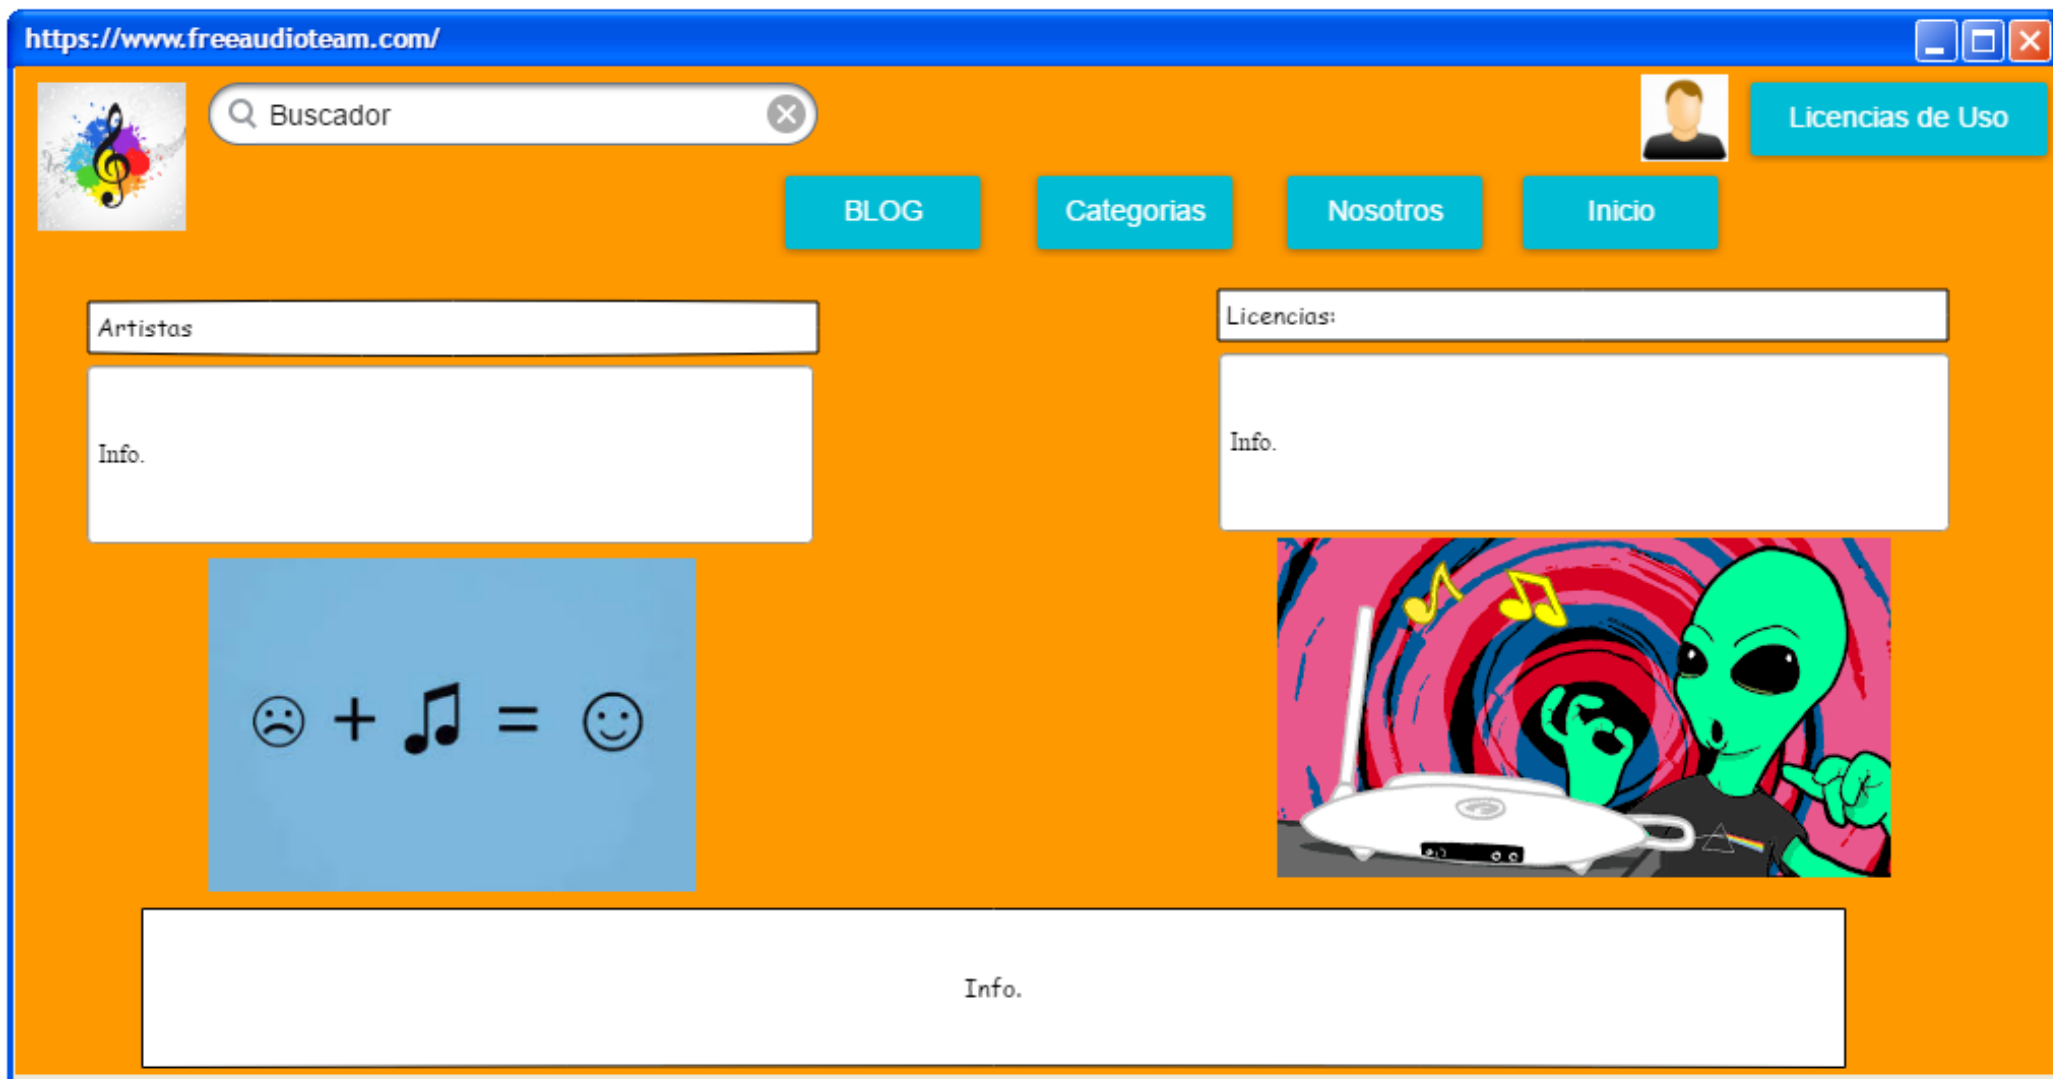 https://www.freeaudioteam.com/
Buscador
Licencias de Uso
BLOG
Categorias
Nosotros
Inicio
Artistas
Licencias:
Info.
Info.
+ =
Info.